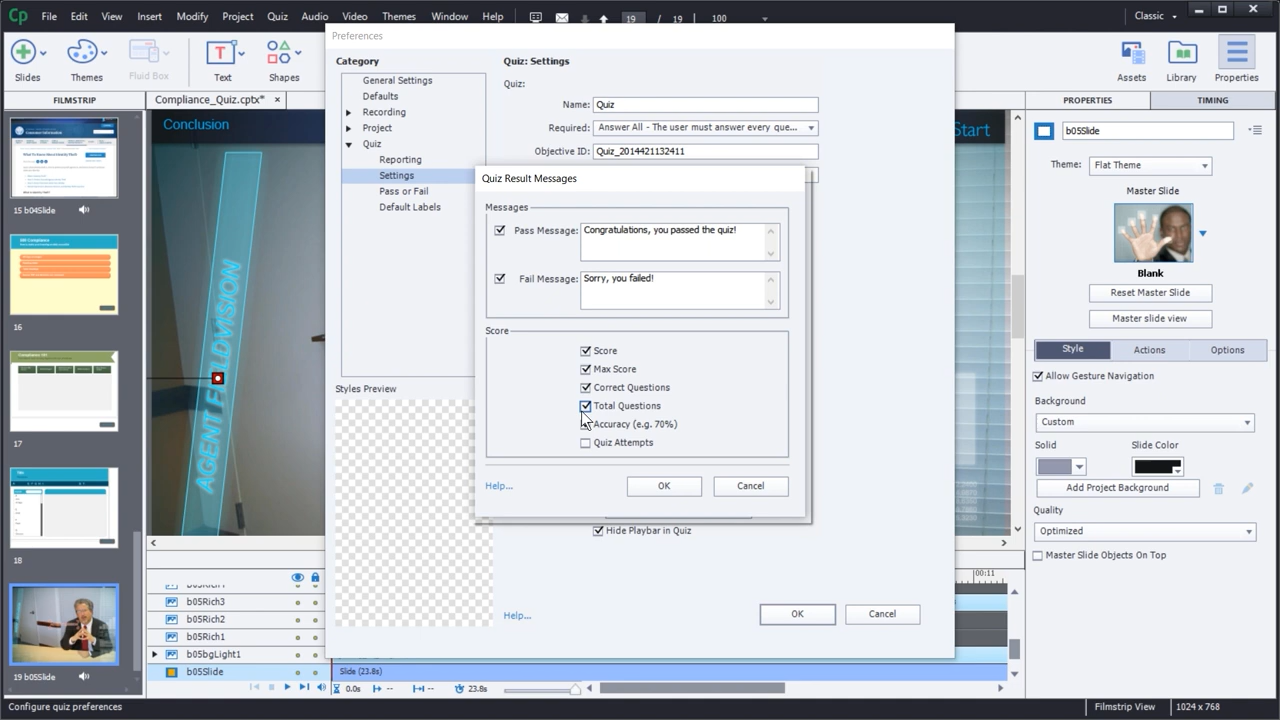 Cp File Edit View Insert Modify Project Quiz Audio Video Themes Window Help 19 / 19 100 Classic
Slides Themes Fluid Box Text Shapes Assets Library Properties
FILMSTRIP
Compliance_Quiz.cptx* ×
15 b04Slide
16
17
18
19 b05Slide
Conclusion
AGENT FIELDVISION
Start
Preferences
Category
General Settings
Defaults
Recording
Project
Quiz
Reporting
Settings
Pass or Fail
Default Labels
Styles Preview
Quiz: Settings
Quiz:
Name: Quiz
Required: Answer All - The user must answer every que...
Objective ID: Quiz_2014421132411
Quiz Result Messages
Messages
Pass Message: Congratulations, you passed the quiz!
Fail Message: Sorry, you failed!
Score
Score
Max Score
Correct Questions
Total Questions
Accuracy (e.g. 70%)
Quiz Attempts
Help... OK Cancel
Hide Playbar in Quiz
Help... OK Cancel
b05Rich3
b05Rich2
b05Rich1
b05bgLight1
b05Slide
00:11
Slide (23.8s)
0.0s -- -- 23.8s
PROPERTIES TIMING
b05Slide
Theme: Flat Theme
Master Slide
Blank
Reset Master Slide
Master slide view
Style Actions Options
Allow Gesture Navigation
Background
Custom
Solid Slide Color
Add Project Background
Quality
Optimized
Master Slide Objects On Top
Configure quiz preferences Filmstrip View 1024 x 768